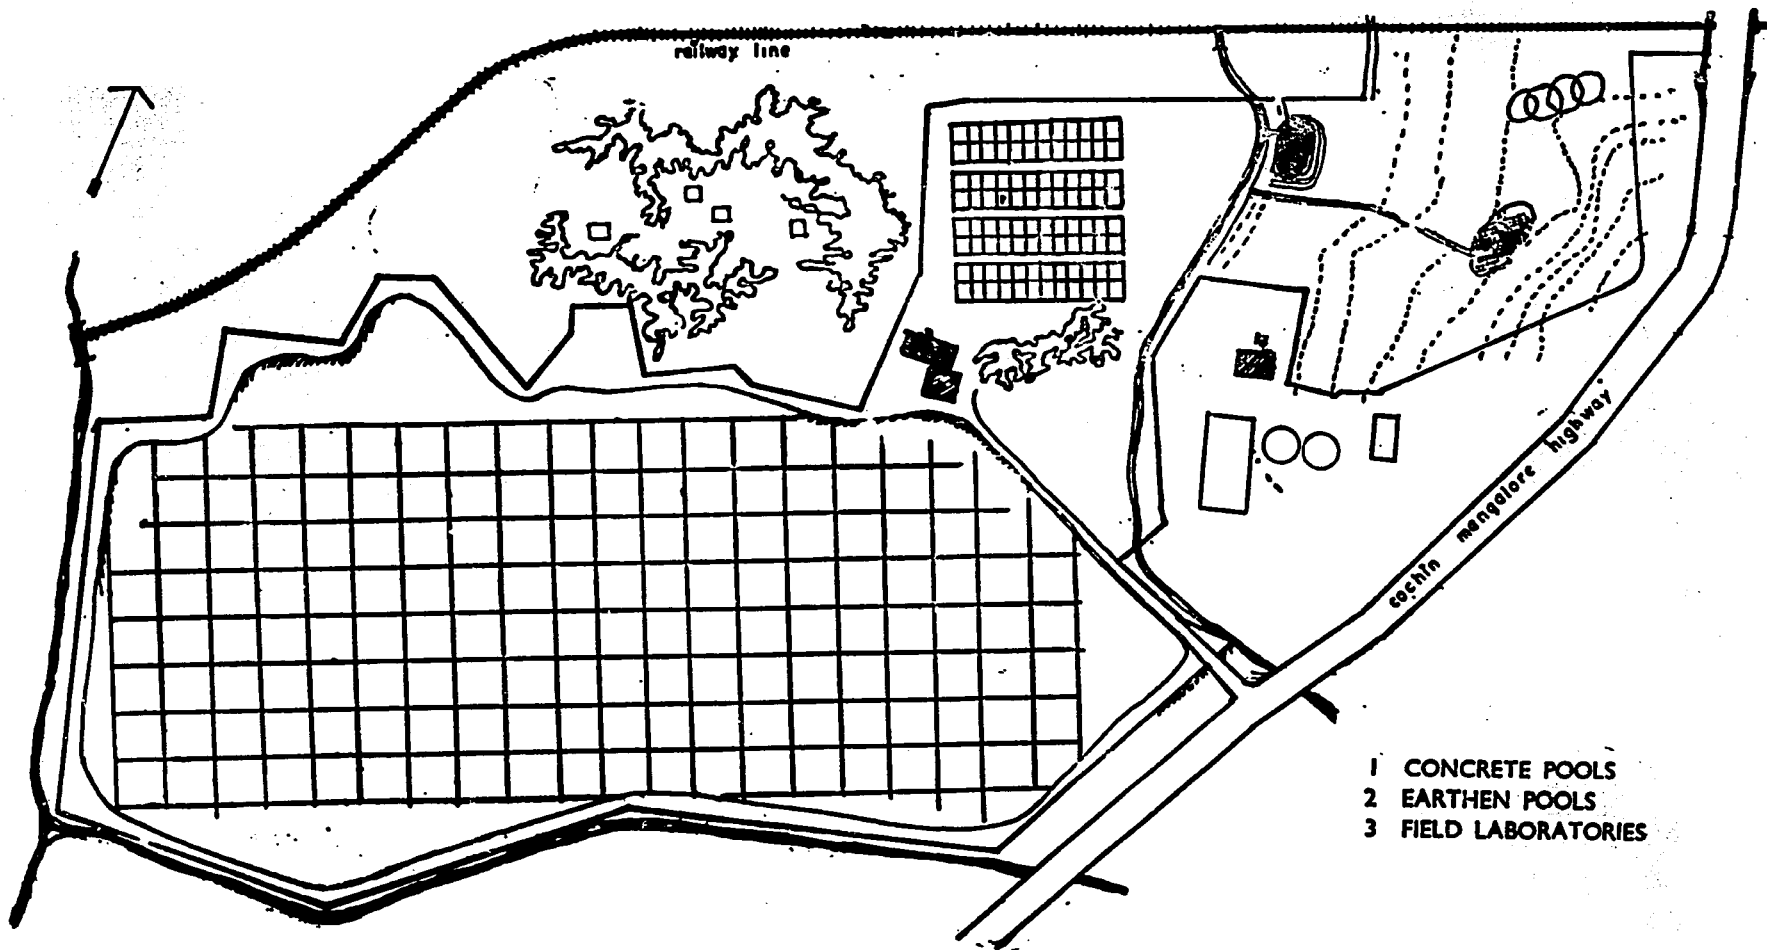 railway line
cochin mangalore highway
1 CONCRETE POOLS
2 EARTHEN POOLS
3 FIELD LABORATORIES